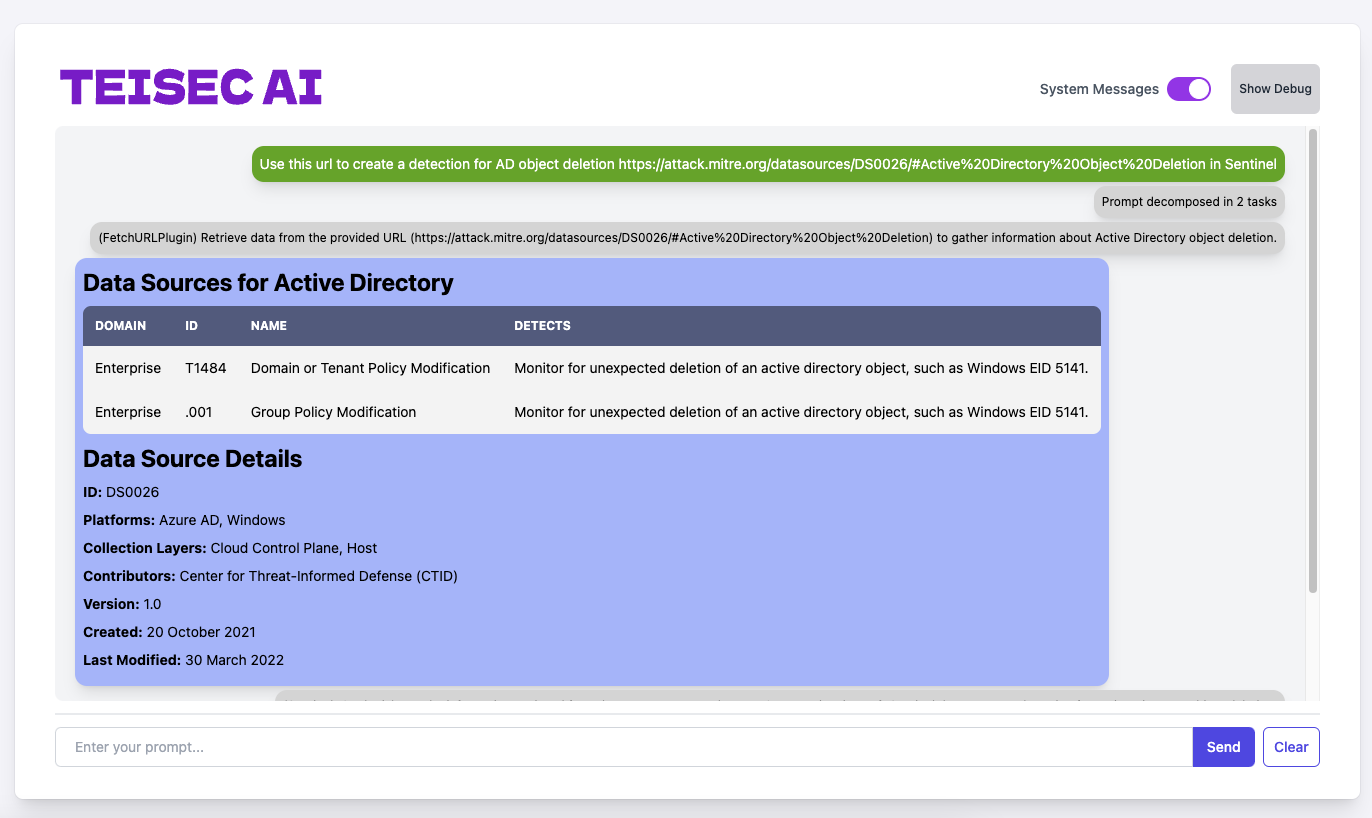 TEISEC AI
System Messages
Show Debug
Use this url to create a detection for AD object deletion https://attack.mitre.org/datasources/DS0026/#Active%20Directory%20Object%20Deletion in Sentinel
Prompt decomposed in 2 tasks
(FetchURLPlugin) Retrieve data from the provided URL (https://attack.mitre.org/datasources/DS0026/#Active%20Directory%20Object%20Deletion) to gather information about Active Directory object deletion.
Data Sources for Active Directory
DOMAIN ID NAME DETECTS
Enterprise T1484 Domain or Tenant Policy Modification Monitor for unexpected deletion of an active directory object, such as Windows EID 5141.
Enterprise .001 Group Policy Modification Monitor for unexpected deletion of an active directory object, such as Windows EID 5141.
Data Source Details
ID: DS0026
Platforms: Azure AD, Windows
Collection Layers: Cloud Control Plane, Host
Contributors: Center for Threat-Informed Defense (CTID)
Version: 1.0
Created: 20 October 2021
Last Modified: 30 March 2022
Enter your prompt...
Send
Clear